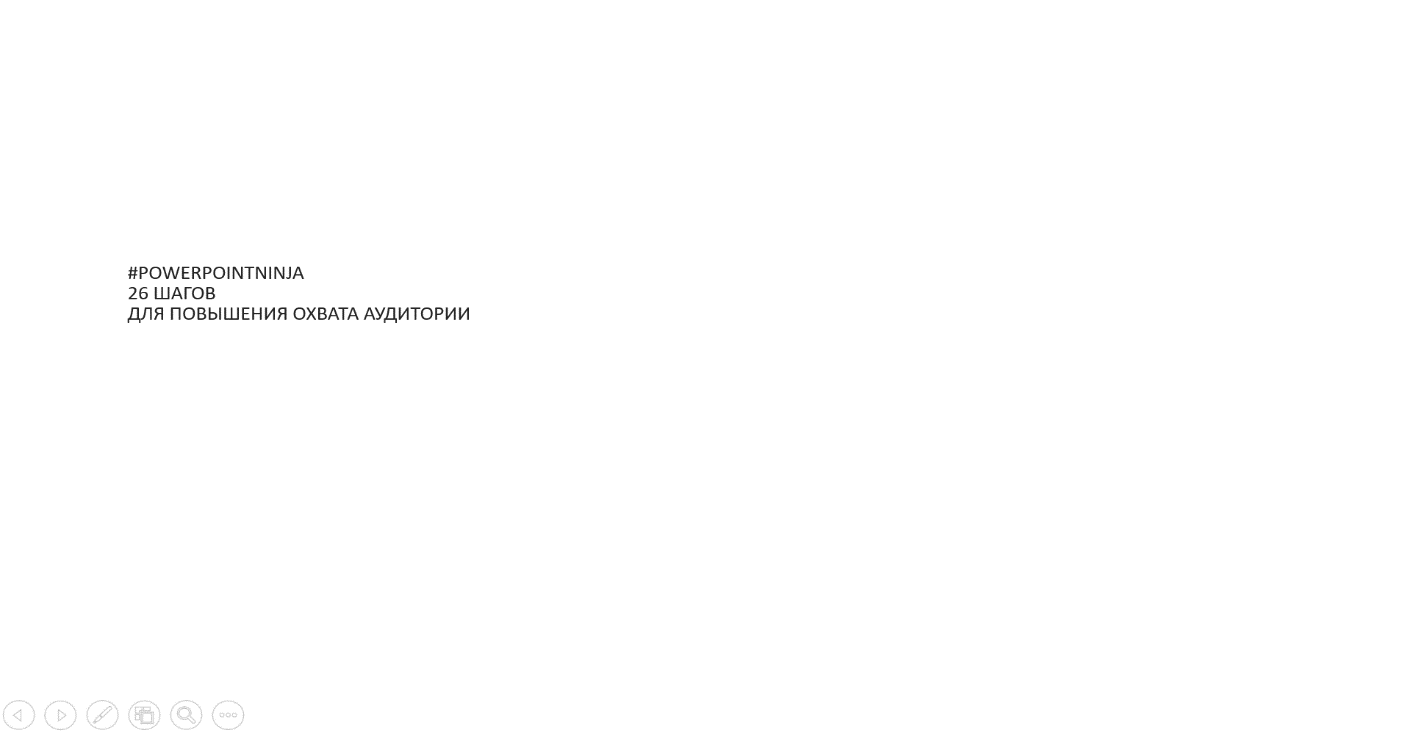 #POWERPOINTNINJA
26 ШАГОВ
ДЛЯ ПОВЫШЕНИЯ ОХВАТА АУДИТОРИИ